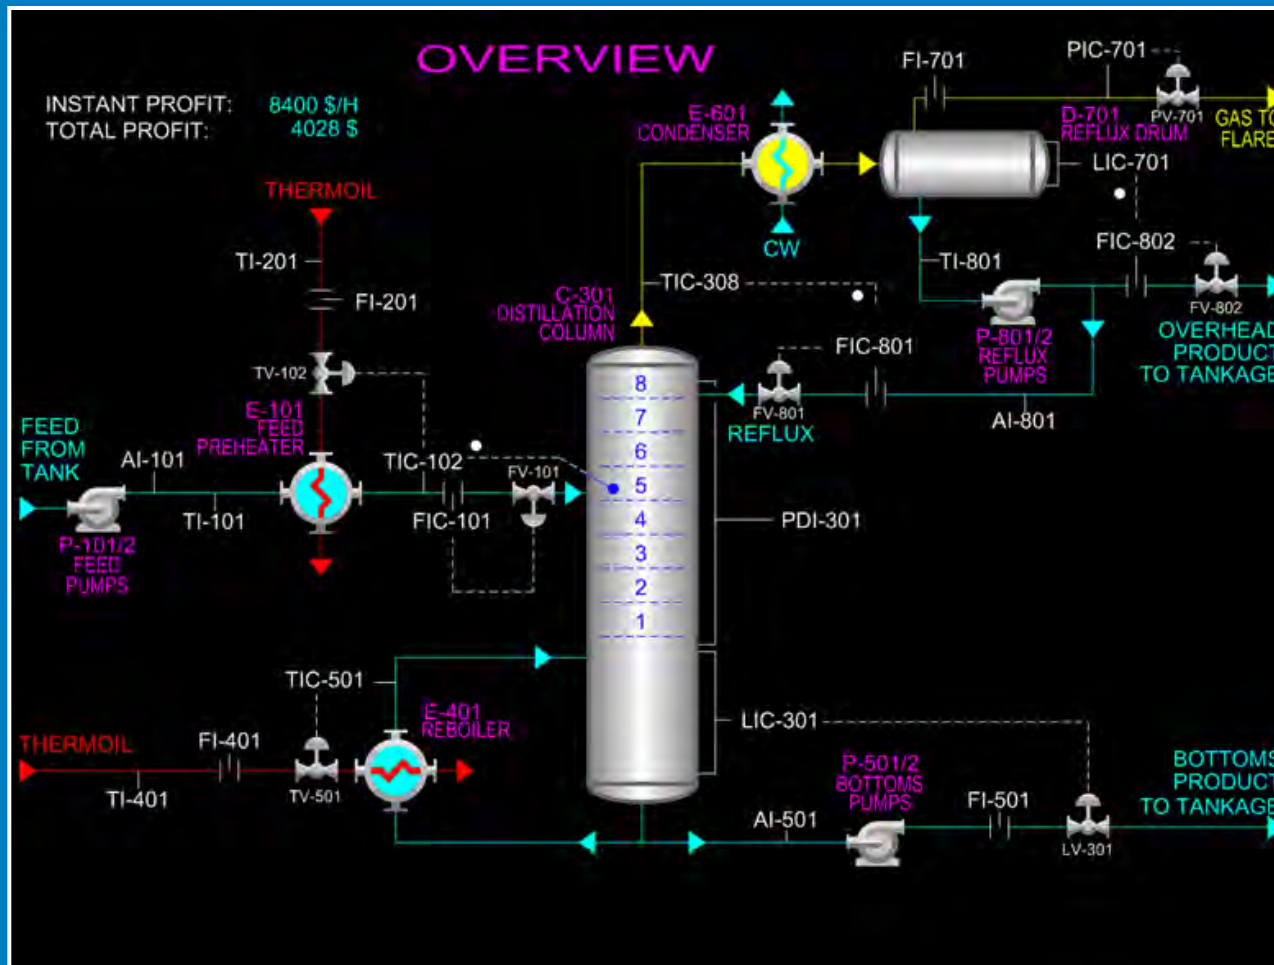 OVERVIEW
INSTANT PROFIT: 8400 $/H
TOTAL PROFIT: 4028 $
FI-701
PIC-701
E-601
CONDENSER
D-701
REFLUX DRUM
PV-701
GAS TO
FLARE
LIC-701
THERMOIL
CW
TI-201
FI-201
TIC-308
TI-801
FIC-802
FV-802
C-301
DISTILLATION
COLUMN
P-801/2
REFLUX
PUMPS
OVERHEAD
PRODUCT
TO TANKAGE
FIC-801
TV-102
E-101
FEED
PREHEATER
FV-801
REFLUX
AI-801
FEED
FROM
TANK
AI-101
TI-101
TIC-102
FV-101
FIC-101
P-101/2
FEED
PUMPS
8
7
6
5
4
3
2
1
PDI-301
TIC-501
E-401
REBOILER
LIC-301
THERMOIL
FI-401
TI-401
TV-501
P-501/2
BOTTOMS
PUMPS
AI-501
FI-501
LV-301
BOTTOMS
PRODUCT
TO TANKAGE